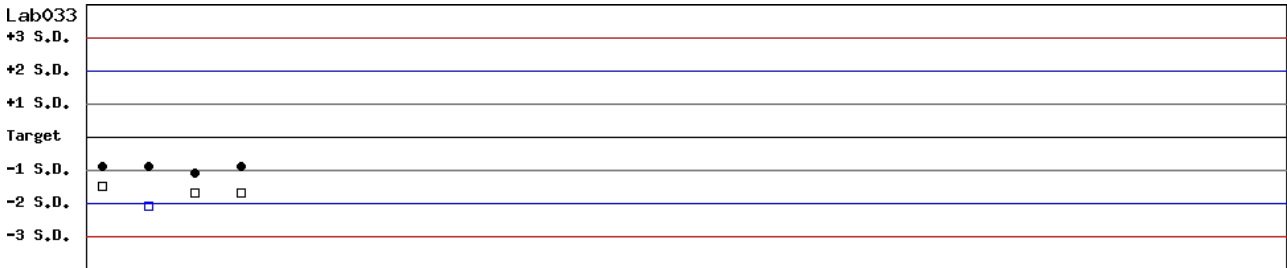 Lab033
+3 S.D.
+2 S.D.
+1 S.D.
Target
-1 S.D.
-2 S.D.
-3 S.D.